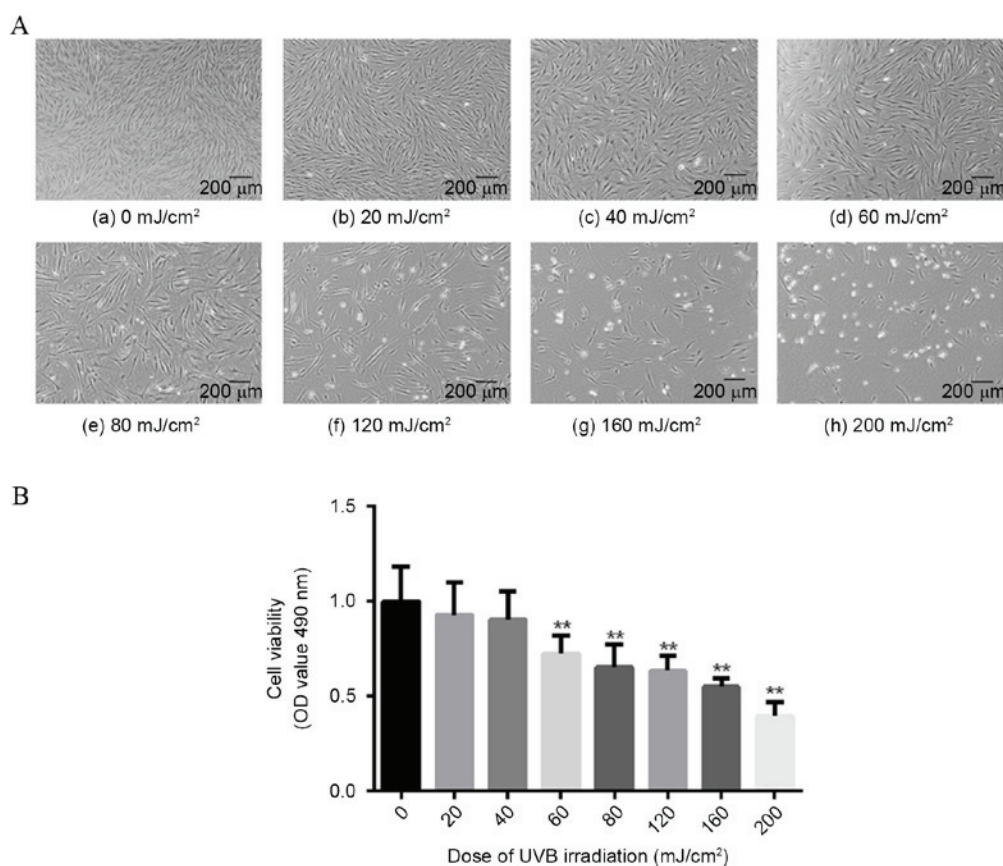 A
200 μm 200 μm 200 μm 200 μm
(a) 0 mJ/cm² (b) 20 mJ/cm² (c) 40 mJ/cm² (d) 60 mJ/cm²
200 μm 200 μm 200 μm 200 μm
(e) 80 mJ/cm² (f) 120 mJ/cm² (g) 160 mJ/cm² (h) 200 mJ/cm²
B
Cell viability
(OD value 490 nm)
1.5
1.0
0.5
0.0
** ** ** ** **
0 20 40 60 80 120 160 200
Dose of UVB irradiation (mJ/cm²)